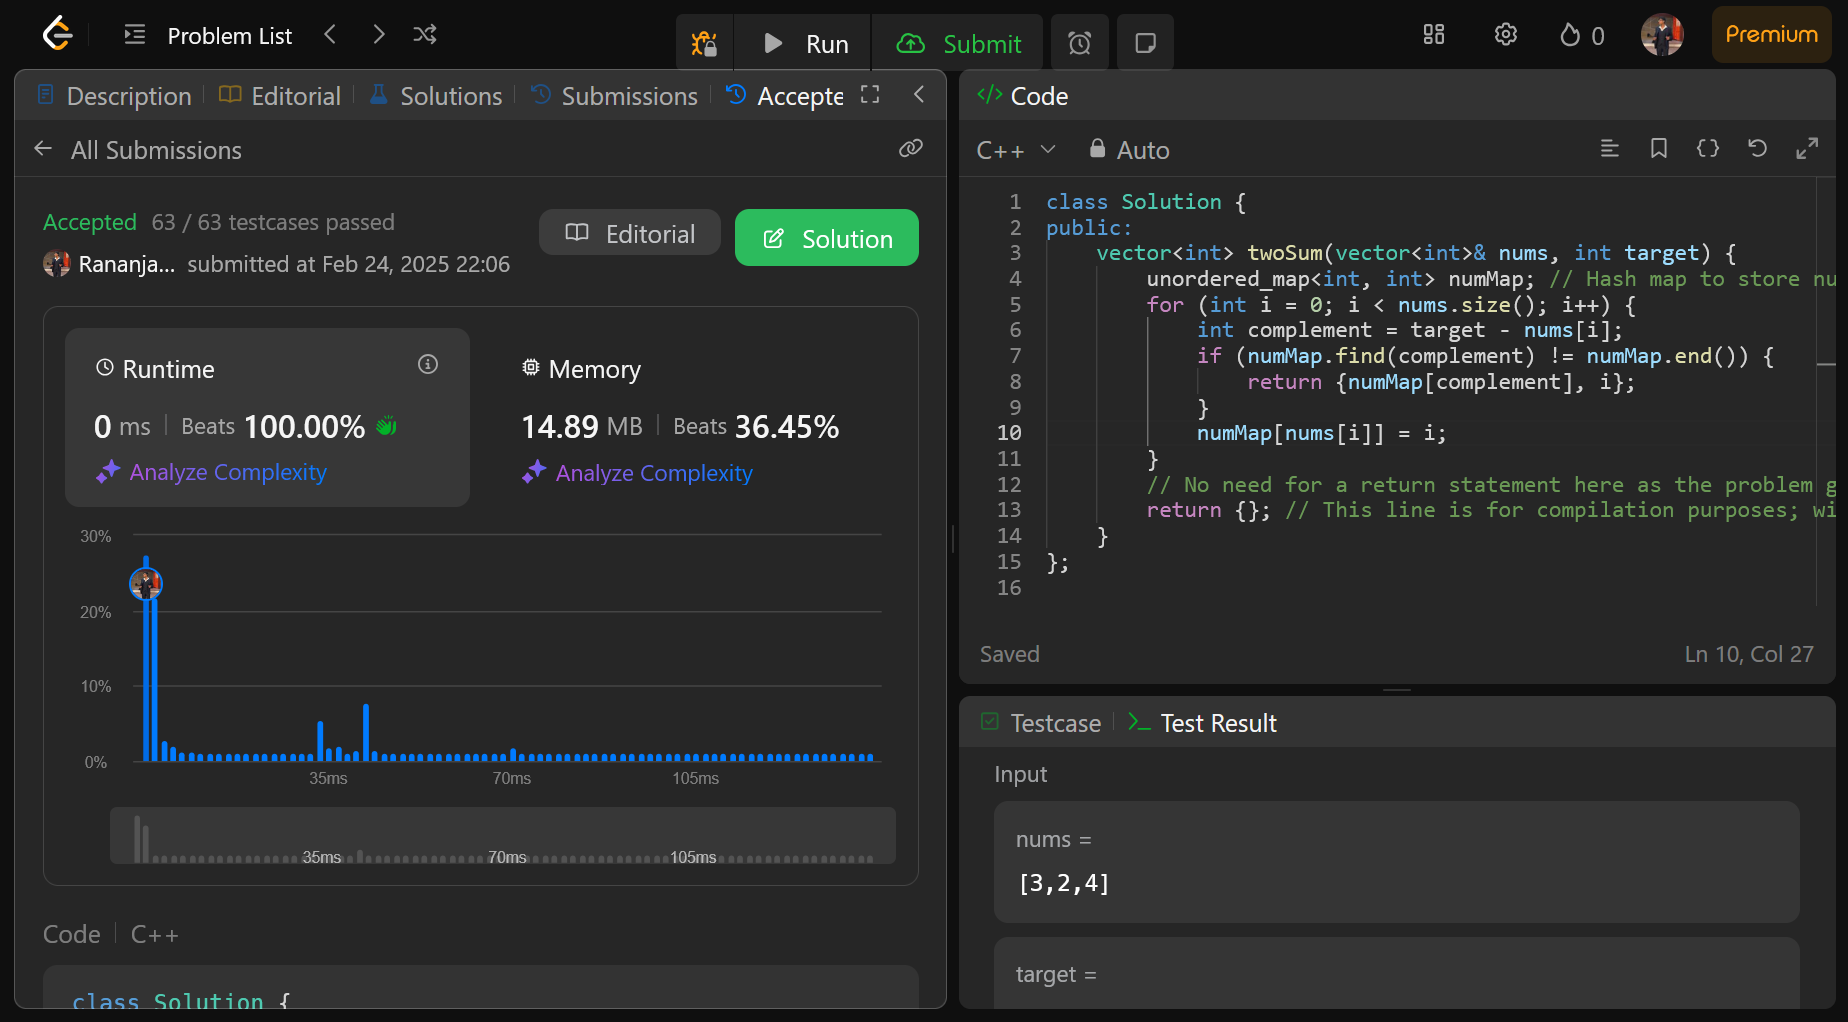 Problem List
Run
Submit
0
Premium
Description
Editorial
Solutions
Submissions
Accepte
All Submissions
Accepted 63 / 63 testcases passed
Rananja... submitted at Feb 24, 2025 22:06
Editorial
Solution
Runtime
0 ms Beats 100.00%
Analyze Complexity
Memory
14.89 MB Beats 36.45%
Analyze Complexity
30%
20%
10%
0%
35ms 70ms 105ms
35ms 70ms 105ms
Code C++
class Solution {
</> Code
C++ Auto
1 class Solution {
2 public:
3 vector<int> twoSum(vector<int>& nums, int target) {
4 unordered_map<int, int> numMap; // Hash map to store nu
5 for (int i = 0; i < nums.size(); i++) {
6 int complement = target - nums[i];
7 if (numMap.find(complement) != numMap.end()) {
8 return {numMap[complement], i};
9 }
10 numMap[nums[i]] = i;
11 }
12 // No need for a return statement here as the problem g
13 return {}; // This line is for compilation purposes; wi
14 }
15 };
16
Saved
Ln 10, Col 27
Testcase
Test Result
Input
nums =
[3,2,4]
target =